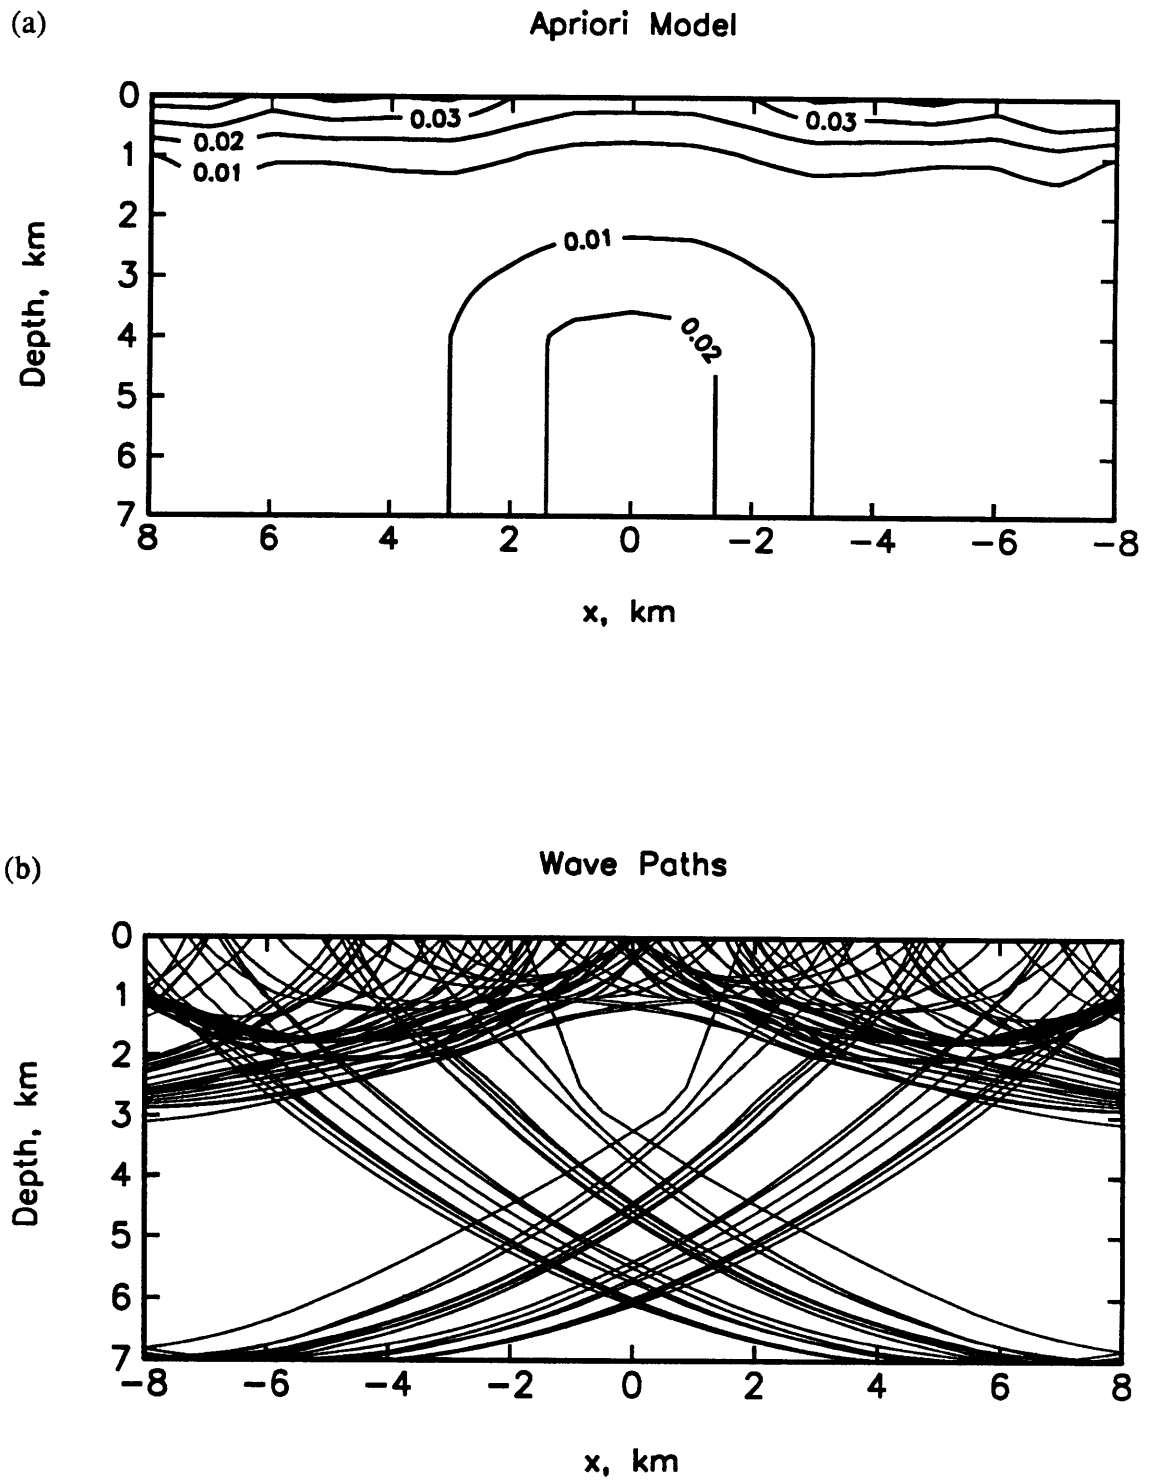 (a)
Apriori Model
0
1
2
3
4
5
6
7
Depth, km
0.03
0.03
0.02
0.01
0.01
0.02
8 6 4 2 0 −2 −4 −6 −8
x, km
(b)
Wave Paths
0
1
2
3
4
5
6
7
Depth, km
−8 −6 −4 −2 0 2 4 6 8
x, km